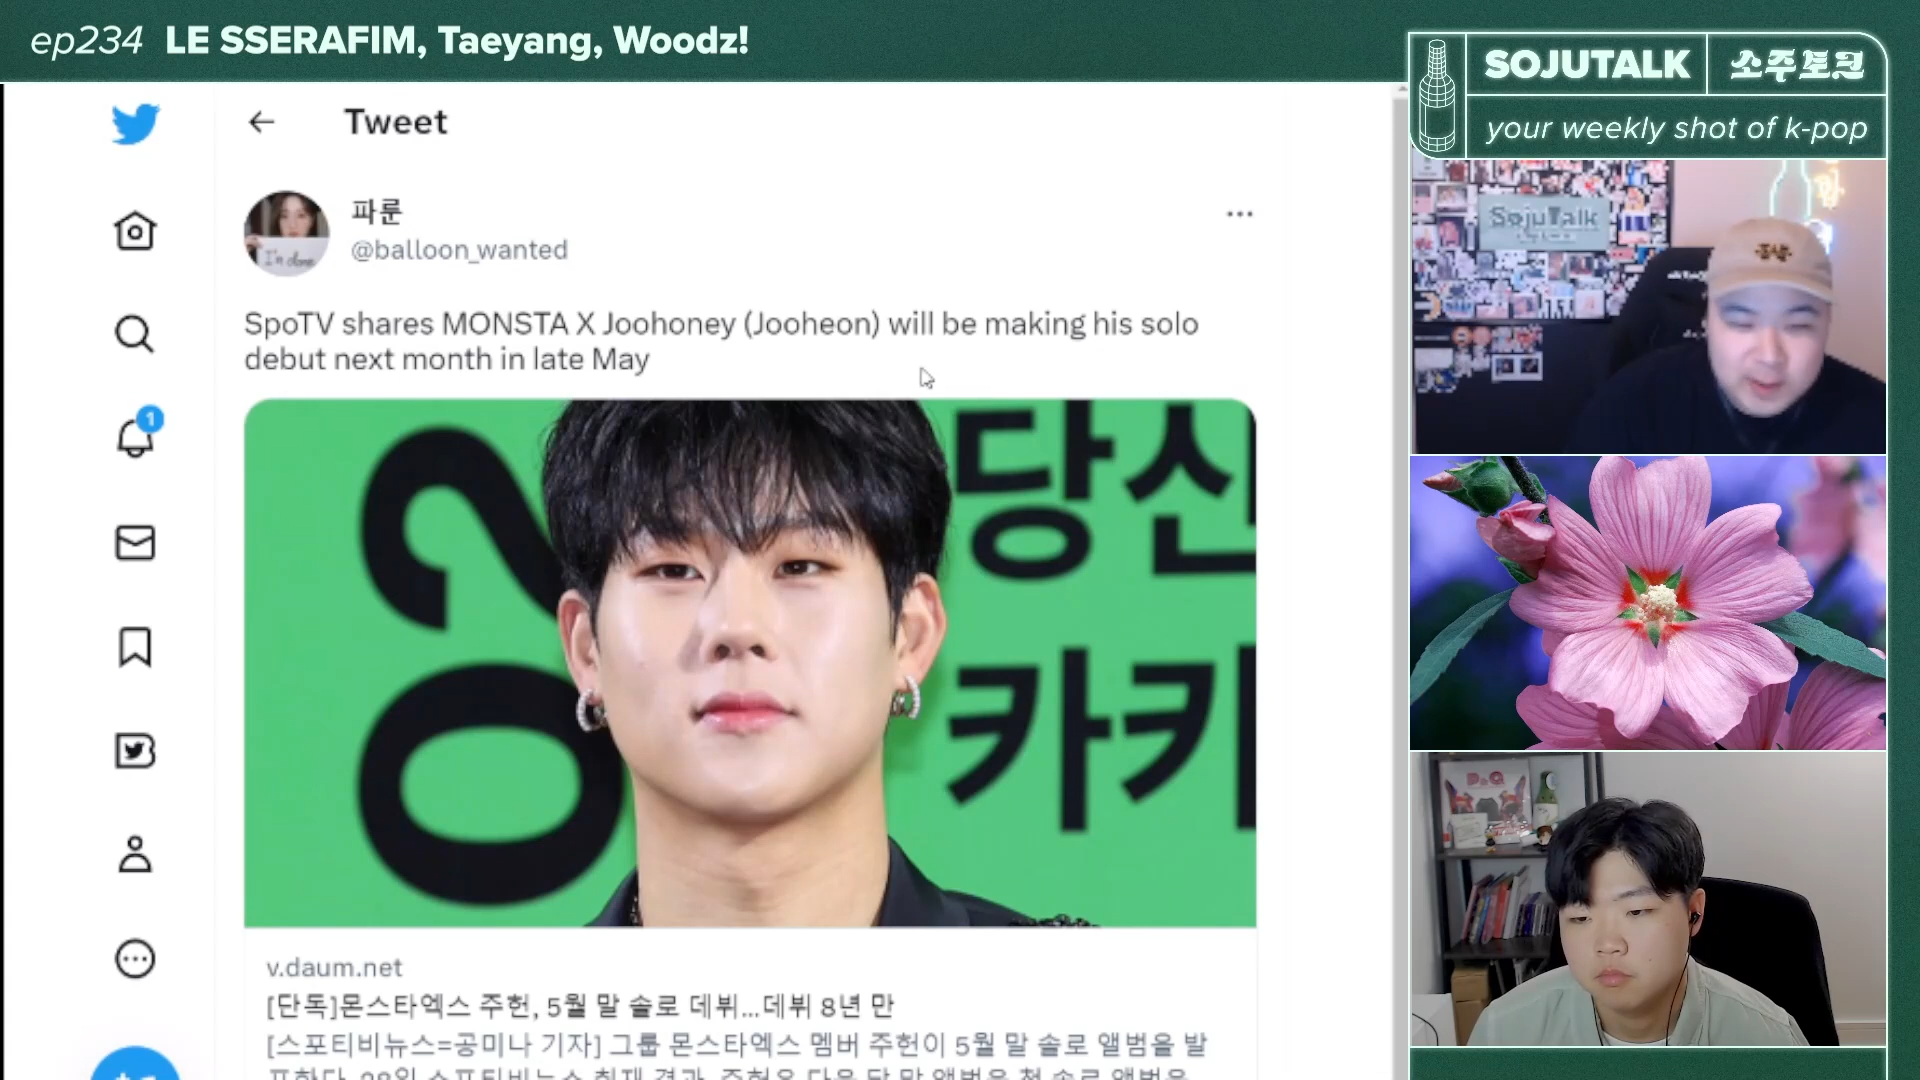 ep234 LE SSERAFIM, Taeyang, Woodz!
SOJUTALK 소주토크
your weekly shot of k-pop
Tweet
파룬
@balloon_wanted
I'm done
SpoTV shares MONSTA X Joohoney (Jooheon) will be making his solo
debut next month in late May
1
당신
카카
v.daum.net
[단독]몬스타엑스 주헌, 5월 말 솔로 데뷔...데뷔 8년 만
[스포티비뉴스=공미나 기자] 그룹 몬스타엑스 멤버 주헌이 5월 말 솔로 앨범을 발
SojuTalk